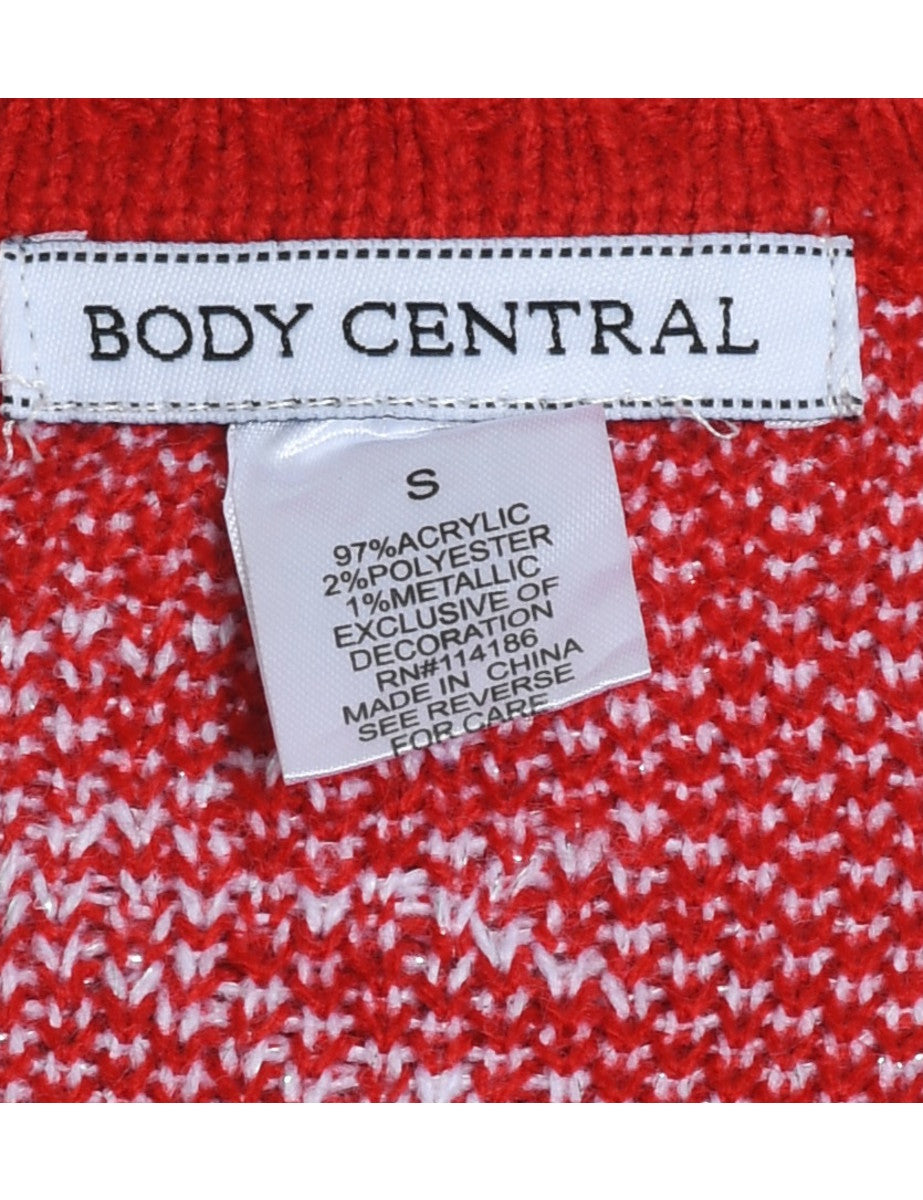 BODY CENTRAL
S
97%ACRYLIC
2%POLYESTER
1%METALLIC
EXCLUSIVE OF
DECORATION
RN#114186
MADE IN CHINA
SEE REVERSE
FOR CARE